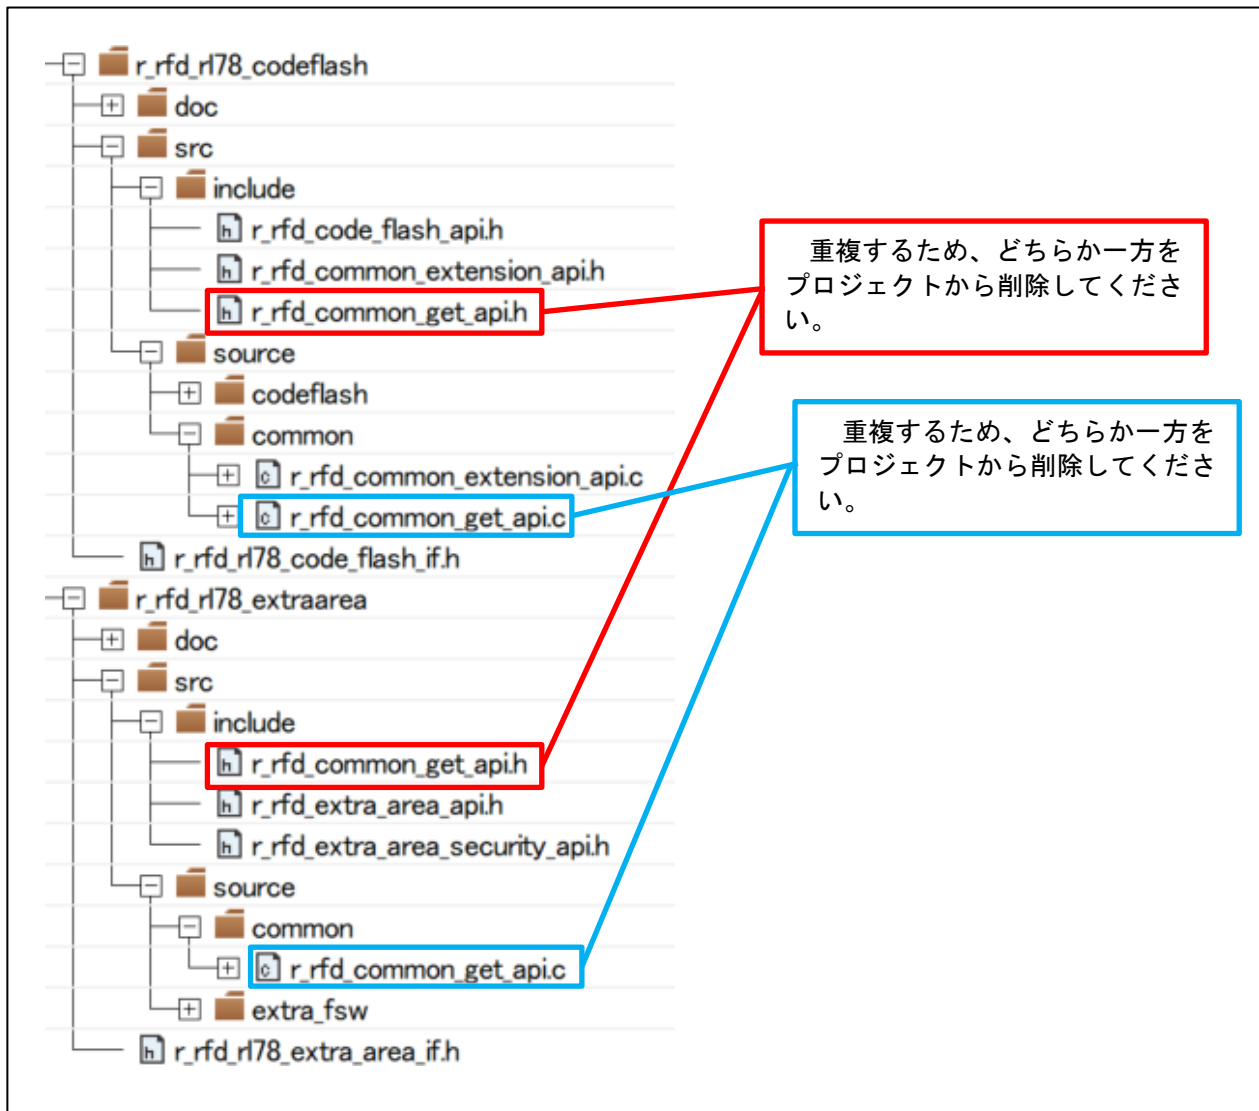 r_rfd_rl78_codeflash
doc
src
include
r_rfd_code_flash_api.h
r_rfd_common_extension_api.h
r_rfd_common_get_api.h
source
codeflash
common
r_rfd_common_extension_api.c
r_rfd_common_get_api.c
r_rfd_rl78_code_flash_if.h
r_rfd_rl78_extraarea
doc
src
include
r_rfd_common_get_api.h
r_rfd_extra_area_api.h
r_rfd_extra_area_security_api.h
source
common
r_rfd_common_get_api.c
extra_fsw
r_rfd_rl78_extra_area_if.h
重複するため、どちらか一方を
プロジェクトから削除してくださ
い。
重複するため、どちらか一方を
プロジェクトから削除してくださ
い。